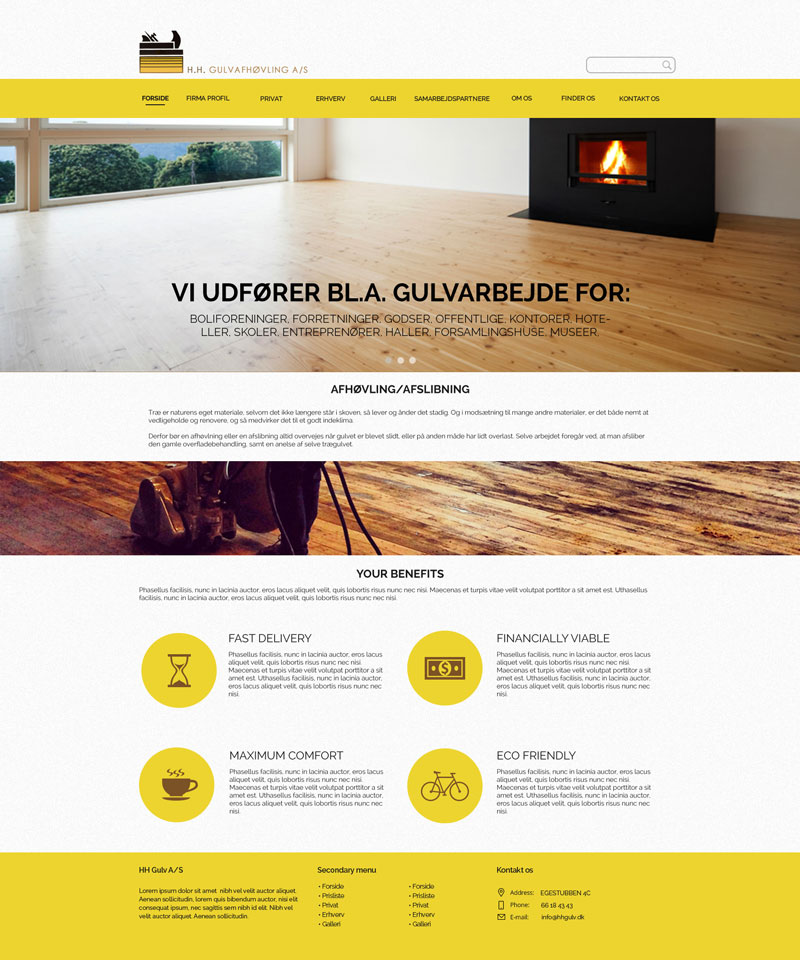 H.H. GULVAFHØVLING A/S
FORSIDE FIRMA PROFIL PRIVAT ERHVERV GALLERI SAMARBEJDSPARTNERE OM OS FINDER OS KONTAKT OS
VI UDFØRER BL.A. GULVARBEJDE FOR:
BOLIFORENINGER, FORRETNINGER, GODSER, OFFENTLIGE, KONTORER, HOTE-
LLER, SKOLER, ENTREPRENØRER, HALLER, FORSAMLINGSHUSE, MUSEER.
AFHØVLING/AFSLIBNING
Træ er naturens eget materiale, selvom det ikke længere står i skoven, så lever og ånder det stadig. Og i modsætning til mange andre materialer, er det både nemt at
vedligeholde og renovere, og så medvirker det til et godt indeklima.
Derfor bør en afhøvlning eller en afslibning altid overvejes når gulvet er blevet slidt, eller på anden måde har lidt overlast. Selve arbejdet foregår ved, at man afsliber
den gamle overfladebehandling, samt en anelse af selve trægulvet.
YOUR BENEFITS
Phasellus facilisis, nunc in lacinia auctor, eros lacus aliquet velit, quis lobortis risus nunc nec nisi. Maecenas et turpis vitae velit volutpat porttitor a sit amet est. Uthasellus
facilisis, nunc in lacinia auctor, eros lacus aliquet velit, quis lobortis risus nunc nec nisi.
FAST DELIVERY
Phasellus facilisis, nunc in lacinia auctor, eros lacus
aliquet velit, quis lobortis risus nunc nec nisi.
Maecenas et turpis vitae velit volutpat porttitor a sit
amet est. Uthasellus facilisis, nunc in lacinia auctor,
eros lacus aliquet velit, quis lobortis risus nunc nec
nisi.
FINANCIALLY VIABLE
Phasellus facilisis, nunc in lacinia auctor, eros lacus
aliquet velit, quis lobortis risus nunc nec nisi.
Maecenas et turpis vitae velit volutpat porttitor a sit
amet est. Uthasellus facilisis, nunc in lacinia auctor,
eros lacus aliquet velit, quis lobortis risus nunc nec
nisi.
MAXIMUM COMFORT
Phasellus facilisis, nunc in lacinia auctor, eros lacus
aliquet velit, quis lobortis risus nunc nec nisi.
Maecenas et turpis vitae velit volutpat porttitor a sit
amet est. Uthasellus facilisis, nunc in lacinia auctor,
eros lacus aliquet velit, quis lobortis risus nunc nec
nisi.
ECO FRIENDLY
Phasellus facilisis, nunc in lacinia auctor, eros lacus
aliquet velit, quis lobortis risus nunc nec nisi.
Maecenas et turpis vitae velit volutpat porttitor a sit
amet est. Uthasellus facilisis, nunc in lacinia auctor,
eros lacus aliquet velit, quis lobortis risus nunc nec
nisi.
HH Gulv A/S
Lorem ipsum dolor sit amet nibh vel velit auctor aliquet.
Aenean sollicitudin, lorem quis bibendum auctor, nisi elit
consequat ipsum, nec sagittis sem nibh id elit. Nibh vel
velit auctor aliquet. Aenean sollicitudin.
Secondary menu
• Forside
• Prisliste
• Privat
• Erhverv
• Galleri
• Forside
• Prisliste
• Privat
• Erhverv
• Galleri
Kontakt os
Address: EGESTUBBEN 4C
Phone: 66 18 43 43
E-mail: info@hhgulv.dk